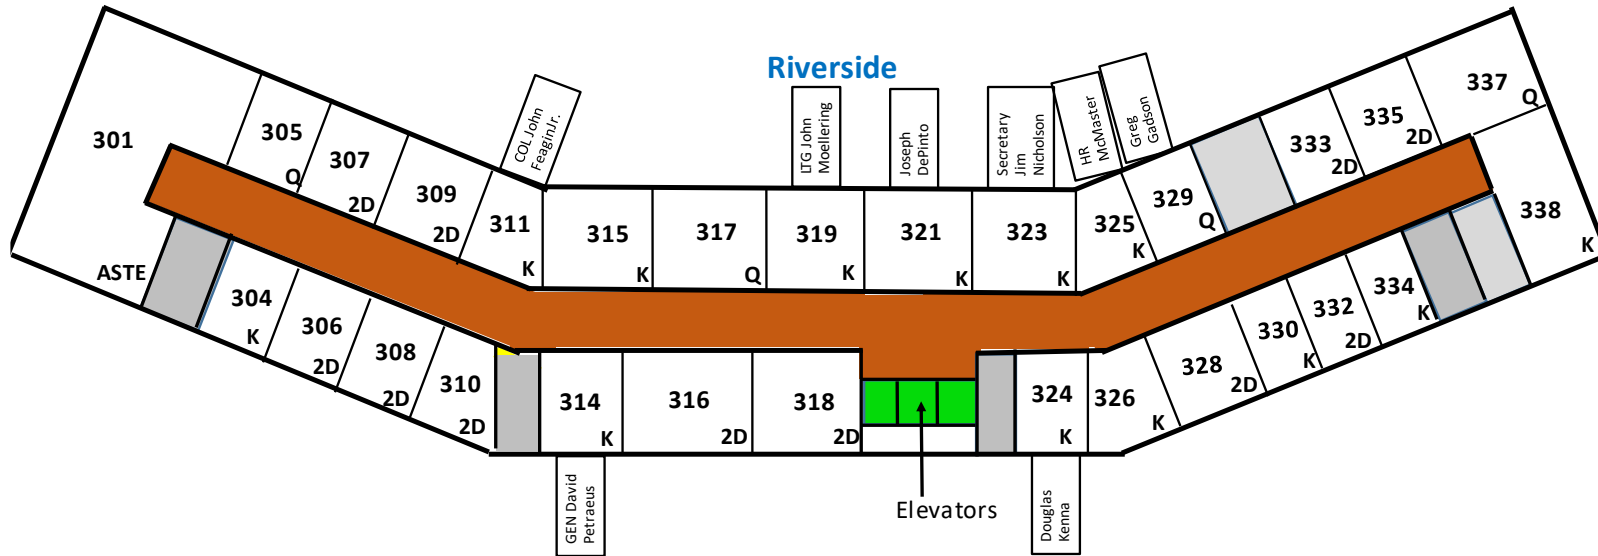 Riverside
COL John
FeaginJr.
LTG John
Moellering
Joseph
DePinto
Secretary
Jim
Nicholson
HR
McMaster
Greg
Gadson
301
305
Q
307
2D
309
2D
311
K
315
K
317
Q
319
K
321
K
323
K
325
K
329
Q
333
2D
335
2D
337
Q
338
K
ASTE
304
K
306
2D
308
2D
310
2D
314
K
316
2D
318
2D
324
K
326
K
328
2D
330
K
332
2D
334
K
Elevators
GEN David
Petraeus
Douglas
Kenna